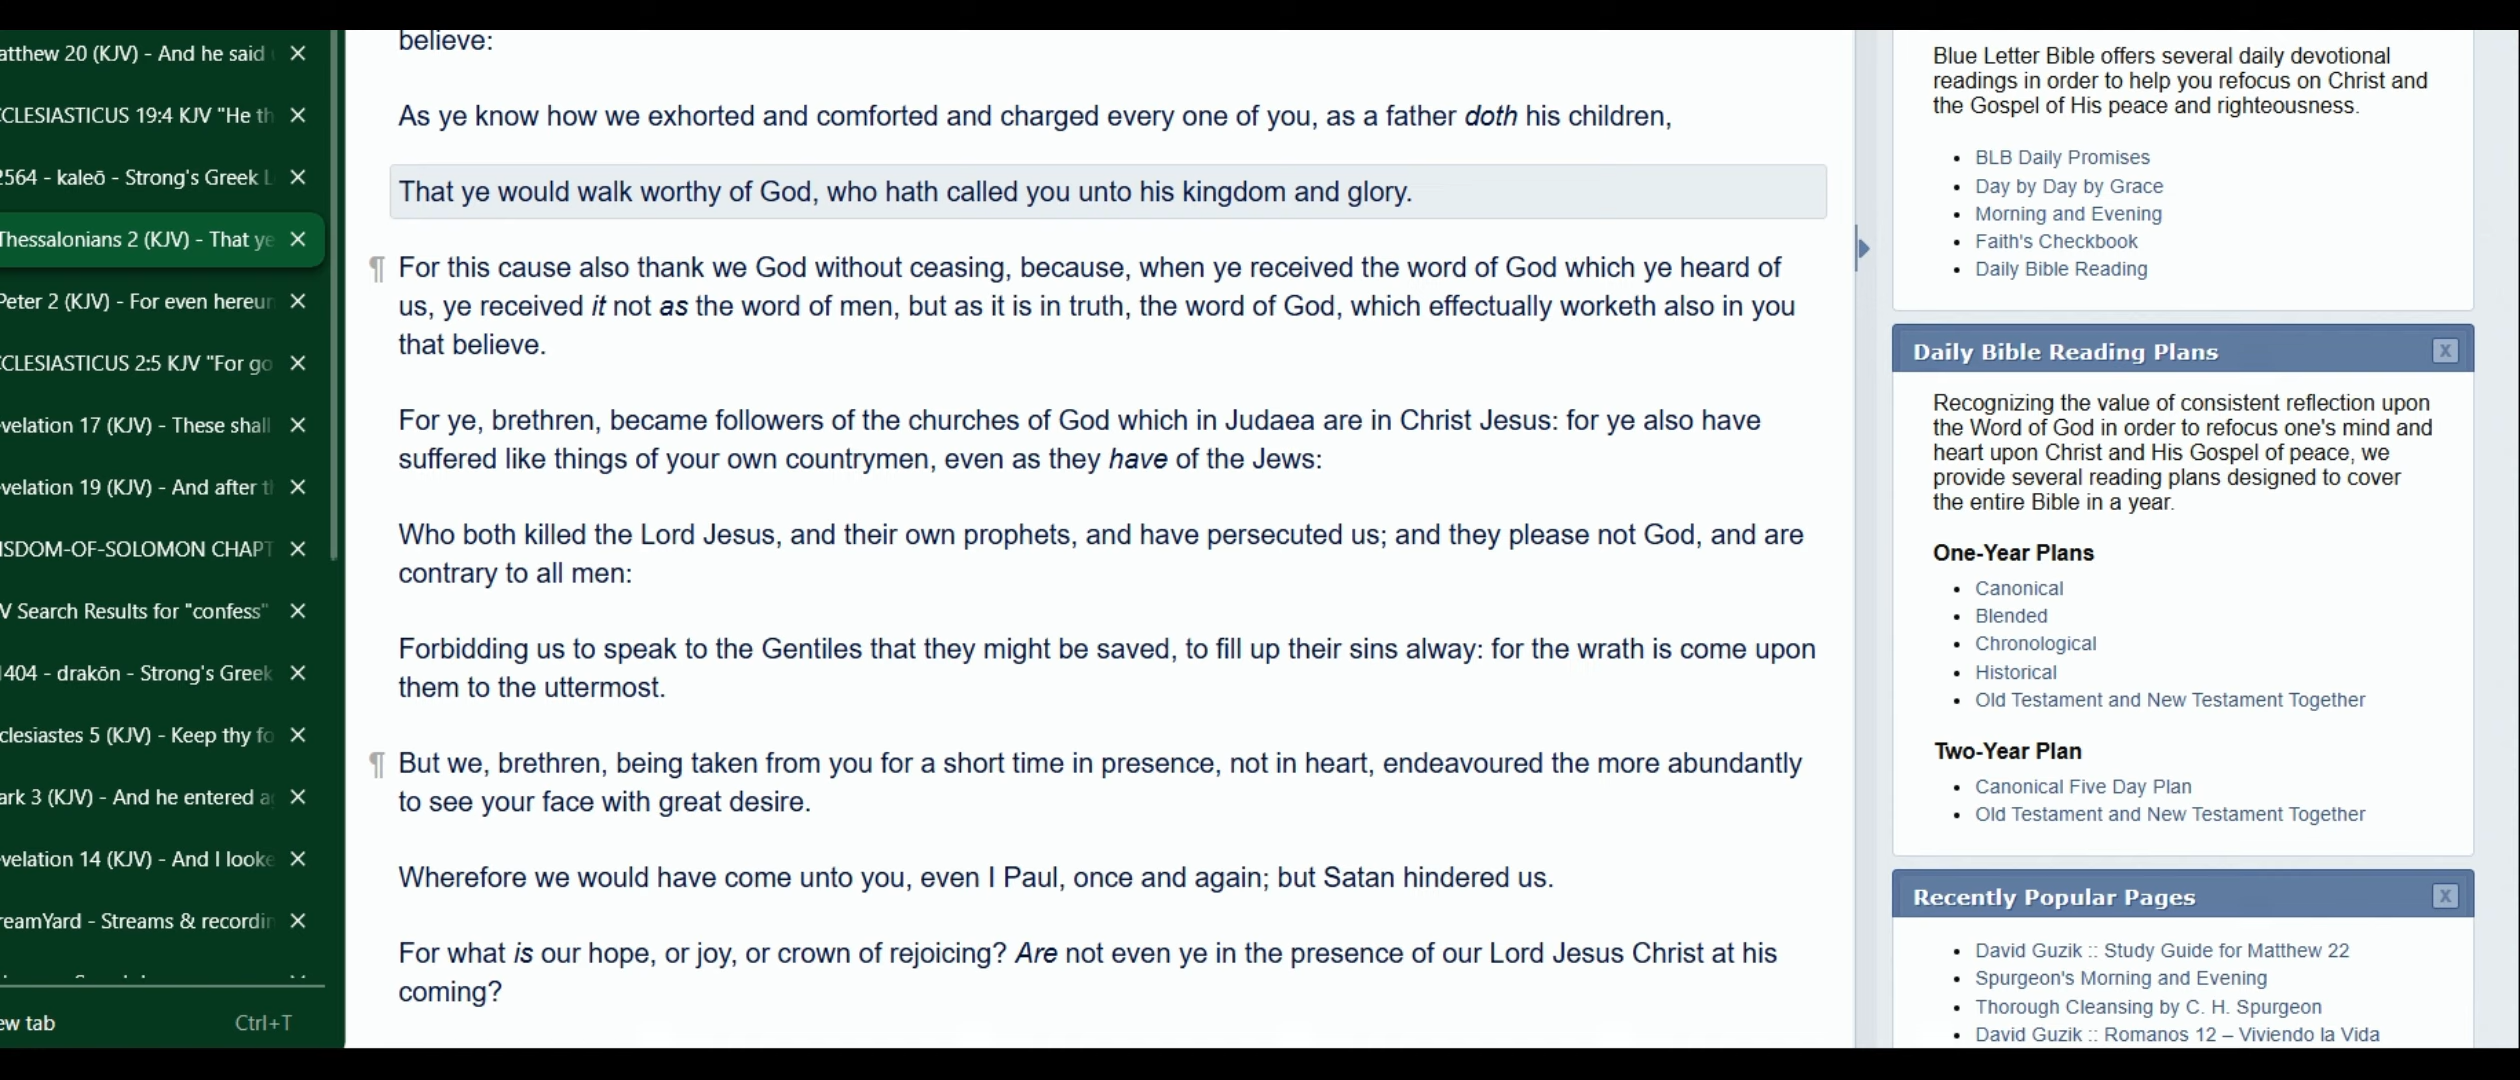 atthew 20 (KJV) - And he said
CLESIASTICUS 19:4 KJV "He th
2564 - kaleō - Strong's Greek L
Thessalonians 2 (KJV) - That ye
Peter 2 (KJV) - For even hereun
CLESIASTICUS 2:5 KJV "For go
velation 17 (KJV) - These shall
velation 19 (KJV) - And after t
ISDOM-OF-SOLOMON CHAPT
V Search Results for "confess"
1404 - drakōn - Strong's Greek
clesiastes 5 (KJV) - Keep thy fo
ark 3 (KJV) - And he entered a
velation 14 (KJV) - And I looke
reamYard - Streams & recordin
ew tab Ctrl+T
believe:
As ye know how we exhorted and comforted and charged every one of you, as a father doth his children,
That ye would walk worthy of God, who hath called you unto his kingdom and glory.
¶ For this cause also thank we God without ceasing, because, when ye received the word of God which ye heard of
us, ye received it not as the word of men, but as it is in truth, the word of God, which effectually worketh also in you
that believe.
For ye, brethren, became followers of the churches of God which in Judaea are in Christ Jesus: for ye also have
suffered like things of your own countrymen, even as they have of the Jews:
Who both killed the Lord Jesus, and their own prophets, and have persecuted us; and they please not God, and are
contrary to all men:
Forbidding us to speak to the Gentiles that they might be saved, to fill up their sins alway: for the wrath is come upon
them to the uttermost.
¶ But we, brethren, being taken from you for a short time in presence, not in heart, endeavoured the more abundantly
to see your face with great desire.
Wherefore we would have come unto you, even I Paul, once and again; but Satan hindered us.
For what is our hope, or joy, or crown of rejoicing? Are not even ye in the presence of our Lord Jesus Christ at his
coming?
Blue Letter Bible offers several daily devotional
readings in order to help you refocus on Christ and
the Gospel of His peace and righteousness.
• BLB Daily Promises
• Day by Day by Grace
• Morning and Evening
• Faith's Checkbook
• Daily Bible Reading
Daily Bible Reading Plans X
Recognizing the value of consistent reflection upon
the Word of God in order to refocus one's mind and
heart upon Christ and His Gospel of peace, we
provide several reading plans designed to cover
the entire Bible in a year.
One-Year Plans
• Canonical
• Blended
• Chronological
• Historical
• Old Testament and New Testament Together
Two-Year Plan
• Canonical Five Day Plan
• Old Testament and New Testament Together
Recently Popular Pages X
• David Guzik :: Study Guide for Matthew 22
• Spurgeon's Morning and Evening
• Thorough Cleansing by C. H. Spurgeon
• David Guzik :: Romanos 12 – Viviendo la Vida